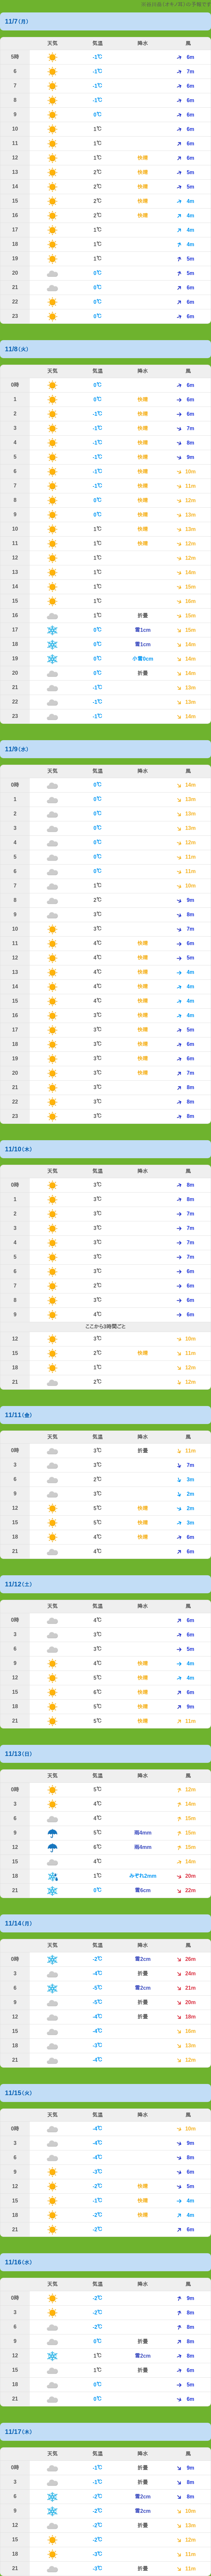 ※谷川岳(オキノ耳)の予報です
11/7(月)
天気 気温 降水 風
5時 -1℃ 6m
6 -1℃ 7m
7 -1℃ 6m
8 -1℃ 6m
9 0℃ 6m
10 1℃ 6m
11 1℃ 6m
12 1℃ 快晴 6m
13 2℃ 快晴 5m
14 2℃ 快晴 5m
15 2℃ 快晴 4m
16 2℃ 快晴 4m
17 1℃ 4m
18 1℃ 4m
19 1℃ 5m
20 0℃ 5m
21 0℃ 6m
22 0℃ 6m
23 0℃ 6m
11/8(火)
天気 気温 降水 風
0時 0℃ 6m
1 0℃ 快晴 6m
2 -1℃ 快晴 6m
3 -1℃ 快晴 7m
4 -1℃ 快晴 8m
5 -1℃ 快晴 9m
6 -1℃ 快晴 10m
7 -1℃ 快晴 11m
8 0℃ 快晴 12m
9 0℃ 快晴 13m
10 1℃ 快晴 13m
11 1℃ 快晴 12m
12 1℃ 12m
13 1℃ 14m
14 1℃ 15m
15 1℃ 16m
16 1℃ 折畳 15m
17 0℃ 雪1cm 15m
18 0℃ 雪1cm 14m
19 0℃ 小雪0cm 14m
20 0℃ 折畳 14m
21 -1℃ 13m
22 -1℃ 13m
23 -1℃ 14m
11/9(水)
天気 気温 降水 風
0時 0℃ 14m
1 0℃ 13m
2 0℃ 13m
3 0℃ 13m
4 0℃ 12m
5 0℃ 11m
6 0℃ 11m
7 1℃ 10m
8 2℃ 9m
9 3℃ 8m
10 3℃ 7m
11 4℃ 快晴 6m
12 4℃ 快晴 5m
13 4℃ 快晴 4m
14 4℃ 快晴 4m
15 4℃ 快晴 4m
16 3℃ 快晴 4m
17 3℃ 快晴 5m
18 3℃ 快晴 6m
19 3℃ 快晴 6m
20 3℃ 快晴 7m
21 3℃ 8m
22 3℃ 8m
23 3℃ 8m
11/10(木)
天気 気温 降水 風
0時 3℃ 8m
1 3℃ 8m
2 3℃ 7m
3 3℃ 7m
4 3℃ 7m
5 3℃ 7m
6 3℃ 6m
7 2℃ 6m
8 3℃ 6m
9 4℃ 6m
ここから3時間ごと
12 3℃ 10m
15 2℃ 快晴 11m
18 1℃ 12m
21 2℃ 12m
11/11(金)
天気 気温 降水 風
0時 3℃ 折畳 11m
3 3℃ 7m
6 2℃ 3m
9 3℃ 2m
12 5℃ 快晴 2m
15 5℃ 快晴 3m
18 4℃ 快晴 6m
21 4℃ 6m
11/12(土)
天気 気温 降水 風
0時 4℃ 6m
3 3℃ 6m
6 3℃ 5m
9 4℃ 快晴 4m
12 5℃ 快晴 4m
15 6℃ 快晴 6m
18 5℃ 快晴 9m
21 5℃ 快晴 11m
11/13(日)
天気 気温 降水 風
0時 5℃ 12m
3 4℃ 14m
6 4℃ 15m
9 5℃ 雨4mm 15m
12 6℃ 雨4mm 15m
15 4℃ 14m
18 1℃ みぞれ2mm 20m
21 0℃ 雪6cm 22m
11/14(月)
天気 気温 降水 風
0時 -2℃ 雪2cm 26m
3 -4℃ 折畳 24m
6 -5℃ 雪2cm 21m
9 -5℃ 折畳 20m
12 -4℃ 折畳 18m
15 -4℃ 16m
18 -3℃ 13m
21 -4℃ 12m
11/15(火)
天気 気温 降水 風
0時 -4℃ 10m
3 -4℃ 9m
6 -4℃ 8m
9 -3℃ 6m
12 -2℃ 快晴 5m
15 -1℃ 快晴 4m
18 -2℃ 快晴 4m
21 -2℃ 6m
11/16(水)
天気 気温 降水 風
0時 -2℃ 9m
3 -2℃ 8m
6 -2℃ 8m
9 0℃ 折畳 8m
12 1℃ 雪2cm 8m
15 1℃ 折畳 6m
18 0℃ 5m
21 0℃ 6m
11/17(木)
天気 気温 降水 風
0時 -1℃ 折畳 9m
3 -1℃ 折畳 8m
6 -2℃ 雪2cm 8m
9 -2℃ 雪2cm 10m
12 -2℃ 折畳 13m
15 -2℃ 12m
18 -3℃ 11m
21 -3℃ 折畳 11m